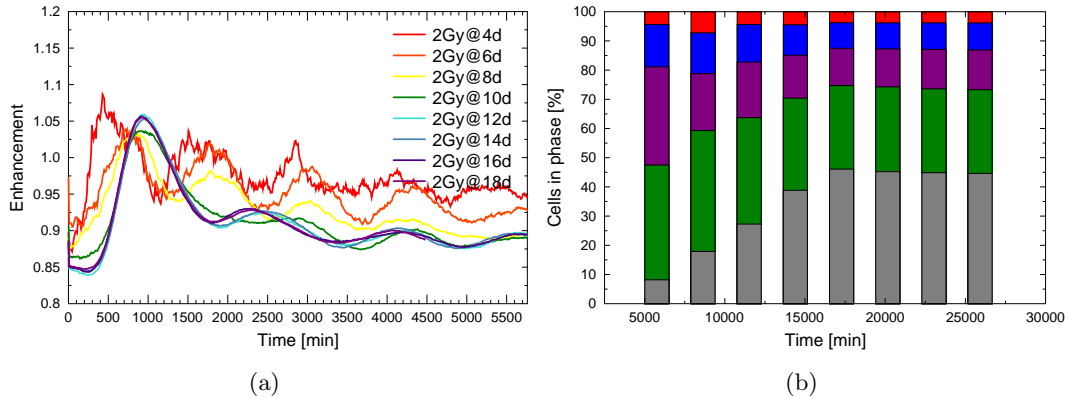 1.2
1.15
1.1
1.05
1.0
0.95
0.9
0.85
0.8
Enhancement
2Gy@4d
2Gy@6d
2Gy@8d
2Gy@10d
2Gy@12d
2Gy@14d
2Gy@16d
2Gy@18d
0 500 1000 1500 2000 2500 3000 3500 4000 4500 5000 5500
Time [min]
(a)
100
90
80
70
60
50
40
30
20
10
0
Cells in phase [%]
5000 10000 15000 20000 25000 30000
Time [min]
(b)